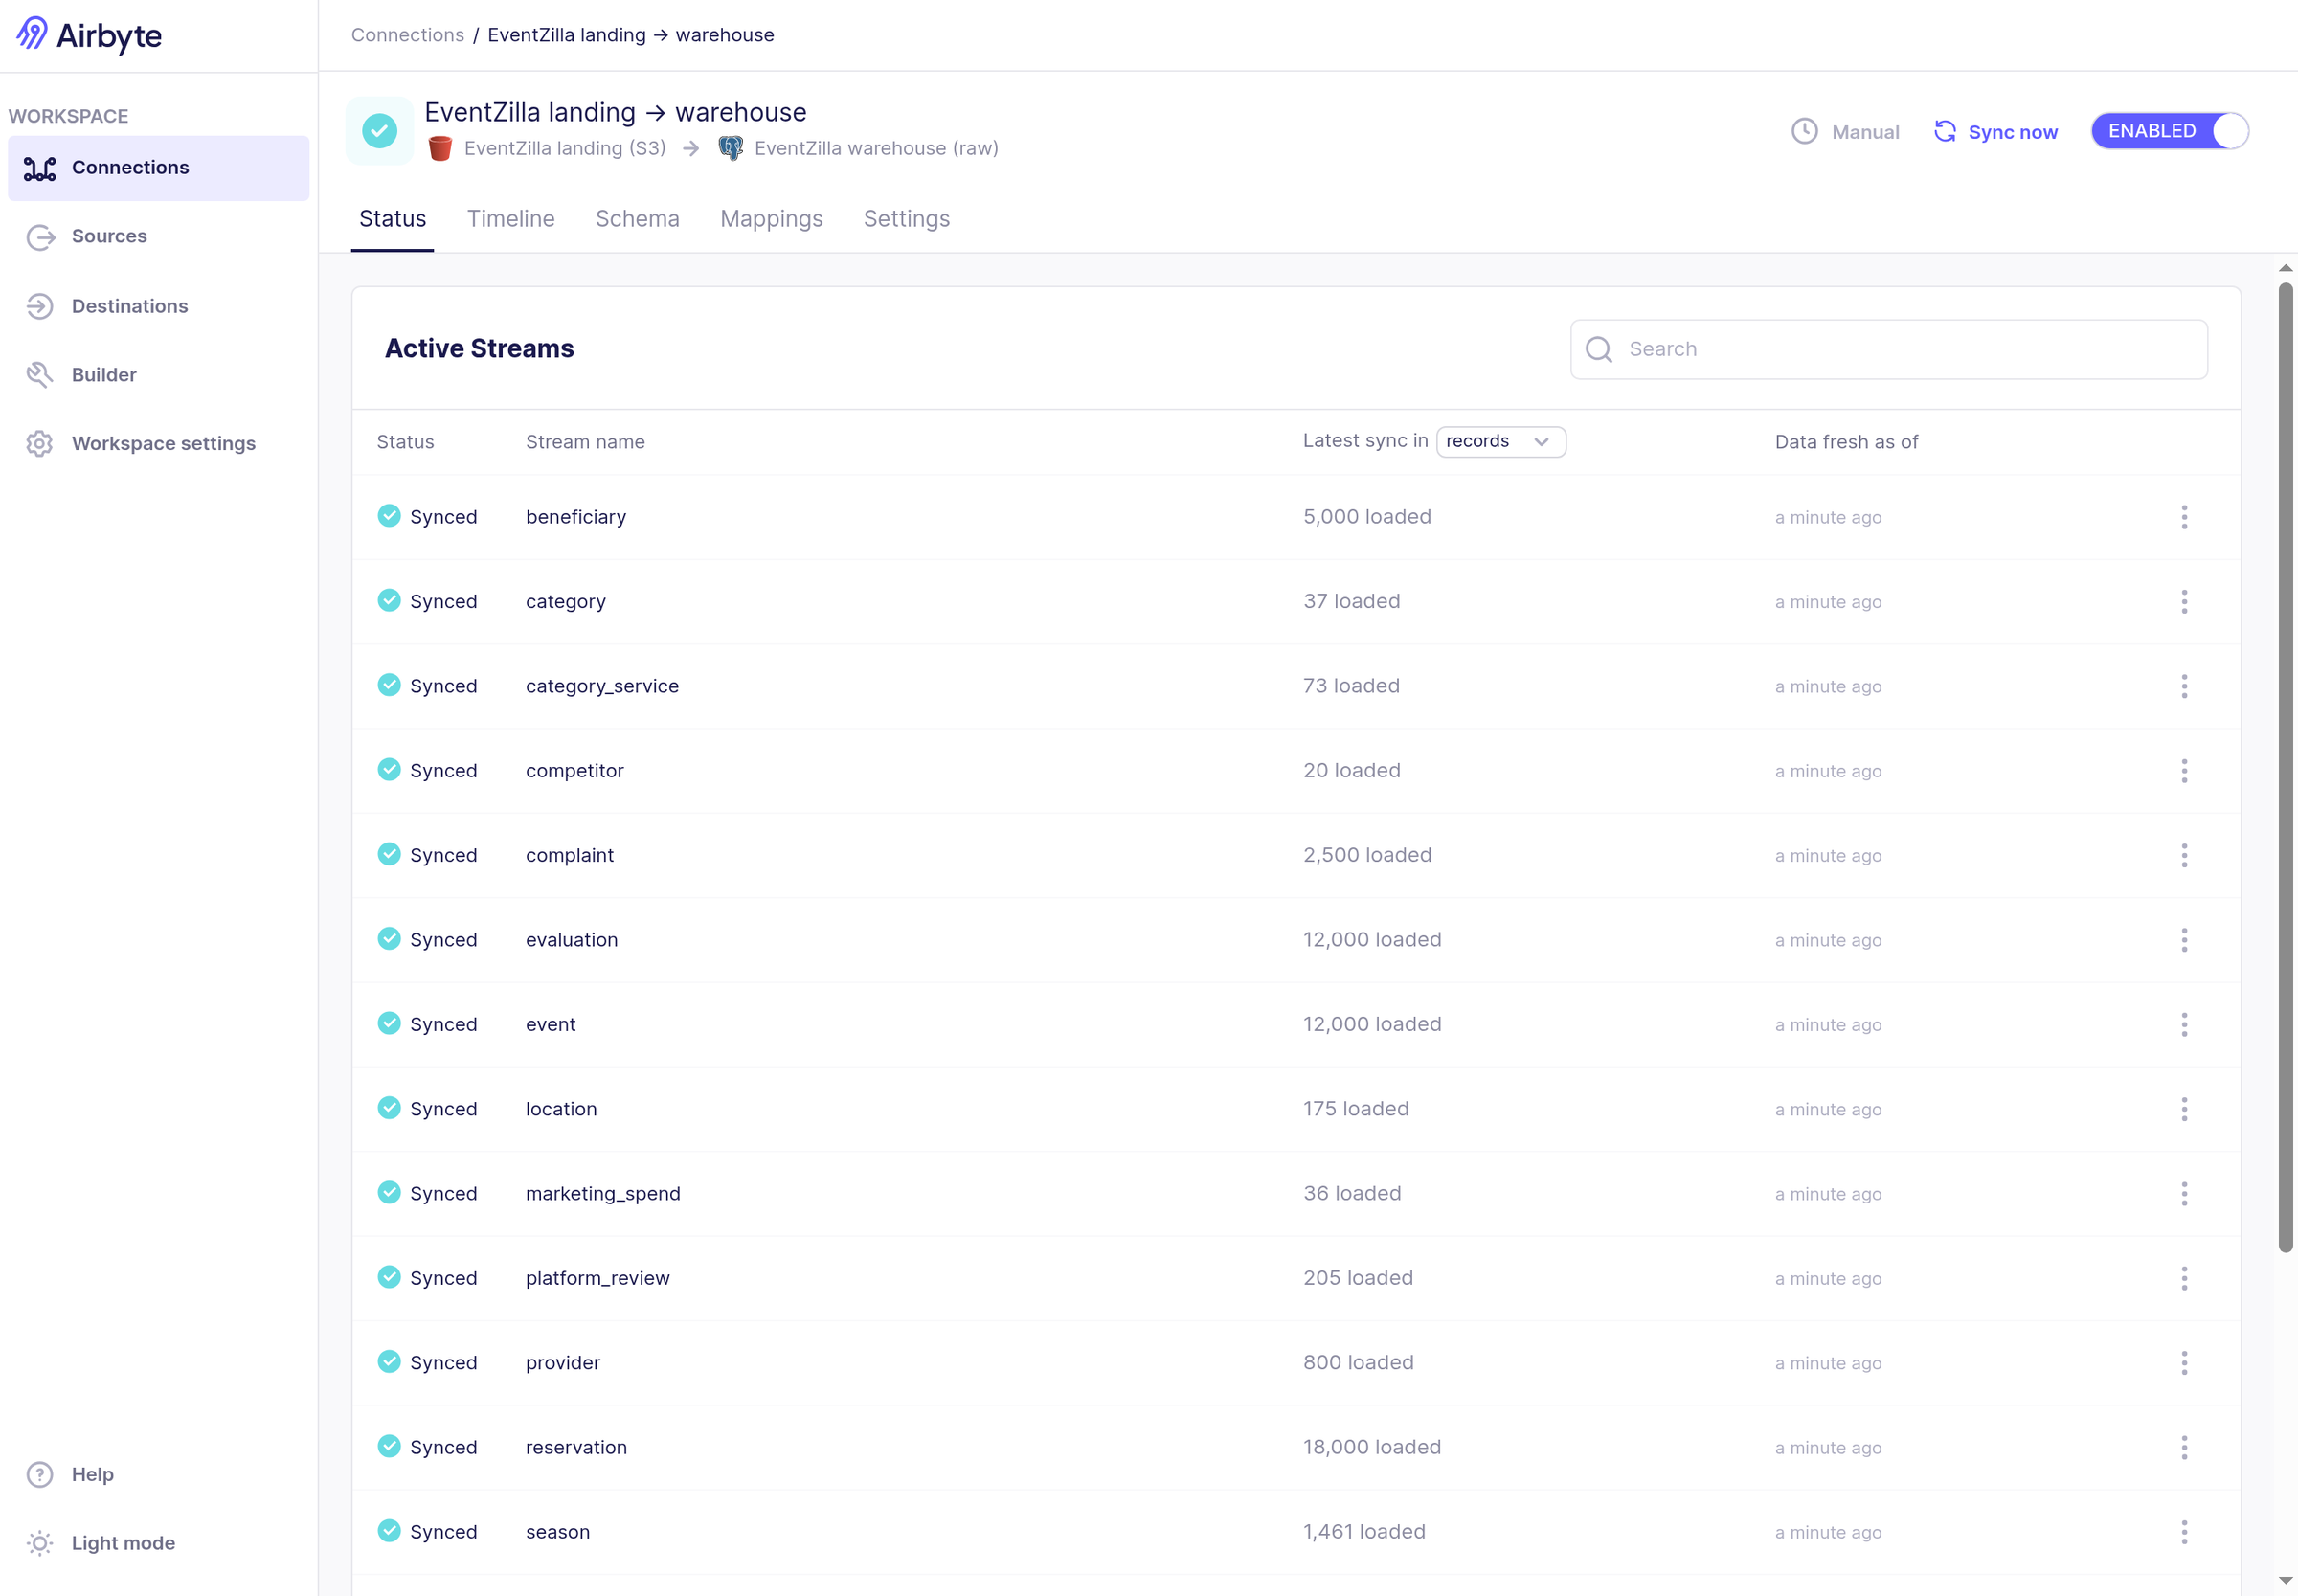 Airbyte
WORKSPACE
Connections
Sources
Destinations
Builder
Workspace settings
Help
Light mode
Connections / EventZilla landing → warehouse
EventZilla landing → warehouse
EventZilla landing (S3) → EventZilla warehouse (raw)
Manual Sync now ENABLED
Status Timeline Schema Mappings Settings
Active Streams
Search
Status Stream name Latest sync in records Data fresh as of
Synced beneficiary 5,000 loaded a minute ago
Synced category 37 loaded a minute ago
Synced category_service 73 loaded a minute ago
Synced competitor 20 loaded a minute ago
Synced complaint 2,500 loaded a minute ago
Synced evaluation 12,000 loaded a minute ago
Synced event 12,000 loaded a minute ago
Synced location 175 loaded a minute ago
Synced marketing_spend 36 loaded a minute ago
Synced platform_review 205 loaded a minute ago
Synced provider 800 loaded a minute ago
Synced reservation 18,000 loaded a minute ago
Synced season 1,461 loaded a minute ago